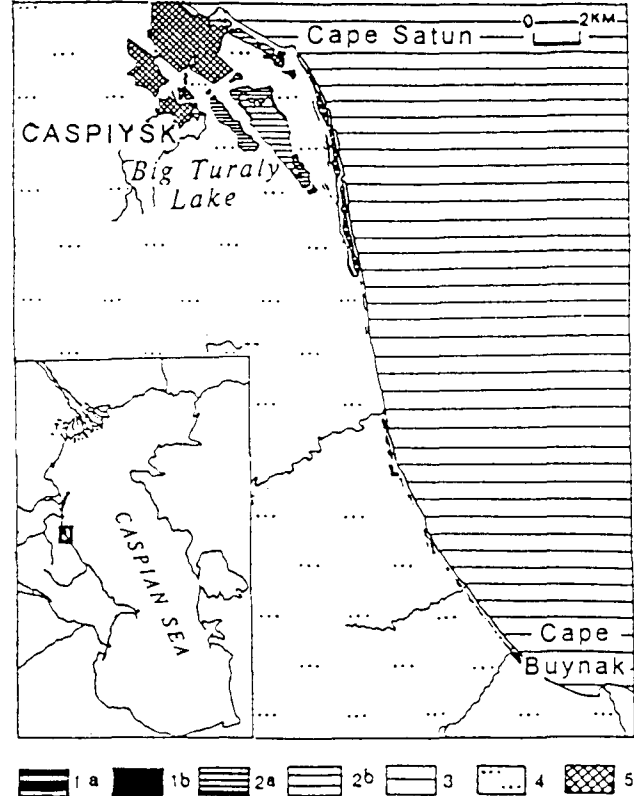 Cape Satun
0 2KM
CASPIYSK
Big Turaly
Lake
CASPIAN SEA
Cape
Buynak
1a 1b 2a 2b 3 4 5